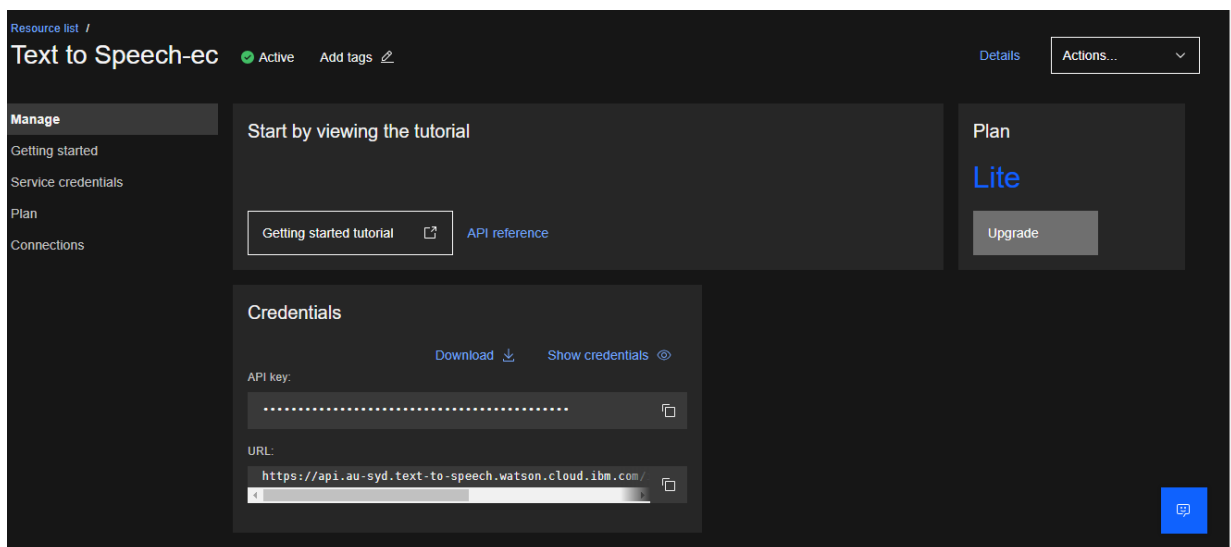 Resource list /
Text to Speech-ec Active Add tags Details Actions...
Manage
Getting started
Service credentials
Plan
Connections
Start by viewing the tutorial
Getting started tutorial API reference
Plan
Lite
Upgrade
Credentials
Download Show credentials
API key:
••••••••••••••••••••••••••••••••••••••••••••
URL:
https://api.au-syd.text-to-speech.watson.cloud.ibm.com/